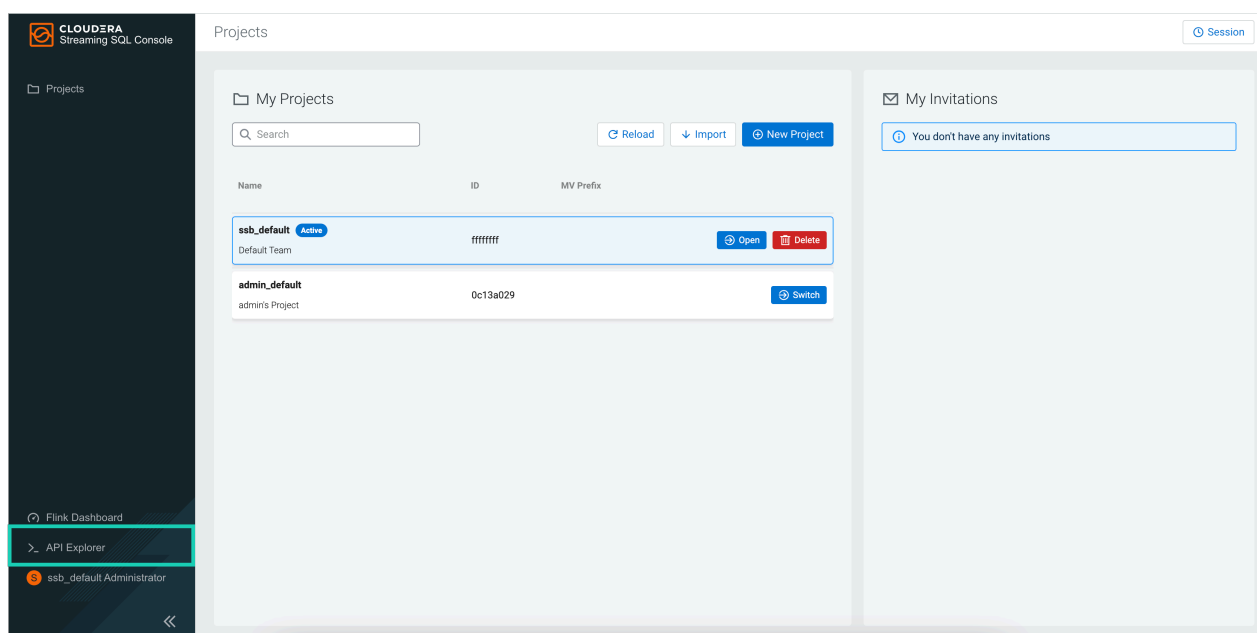 CLOUDERA
Streaming SQL Console
Projects
Flink Dashboard
>_ API Explorer
S ssb_default Administrator
Projects
Session
My Projects
Search
Reload
Import
New Project
Name ID MV Prefix
ssb_default Active
Default Team
ffffffff
Open
Delete
admin_default
admin's Project
0c13a029
Switch
My Invitations
You don't have any invitations